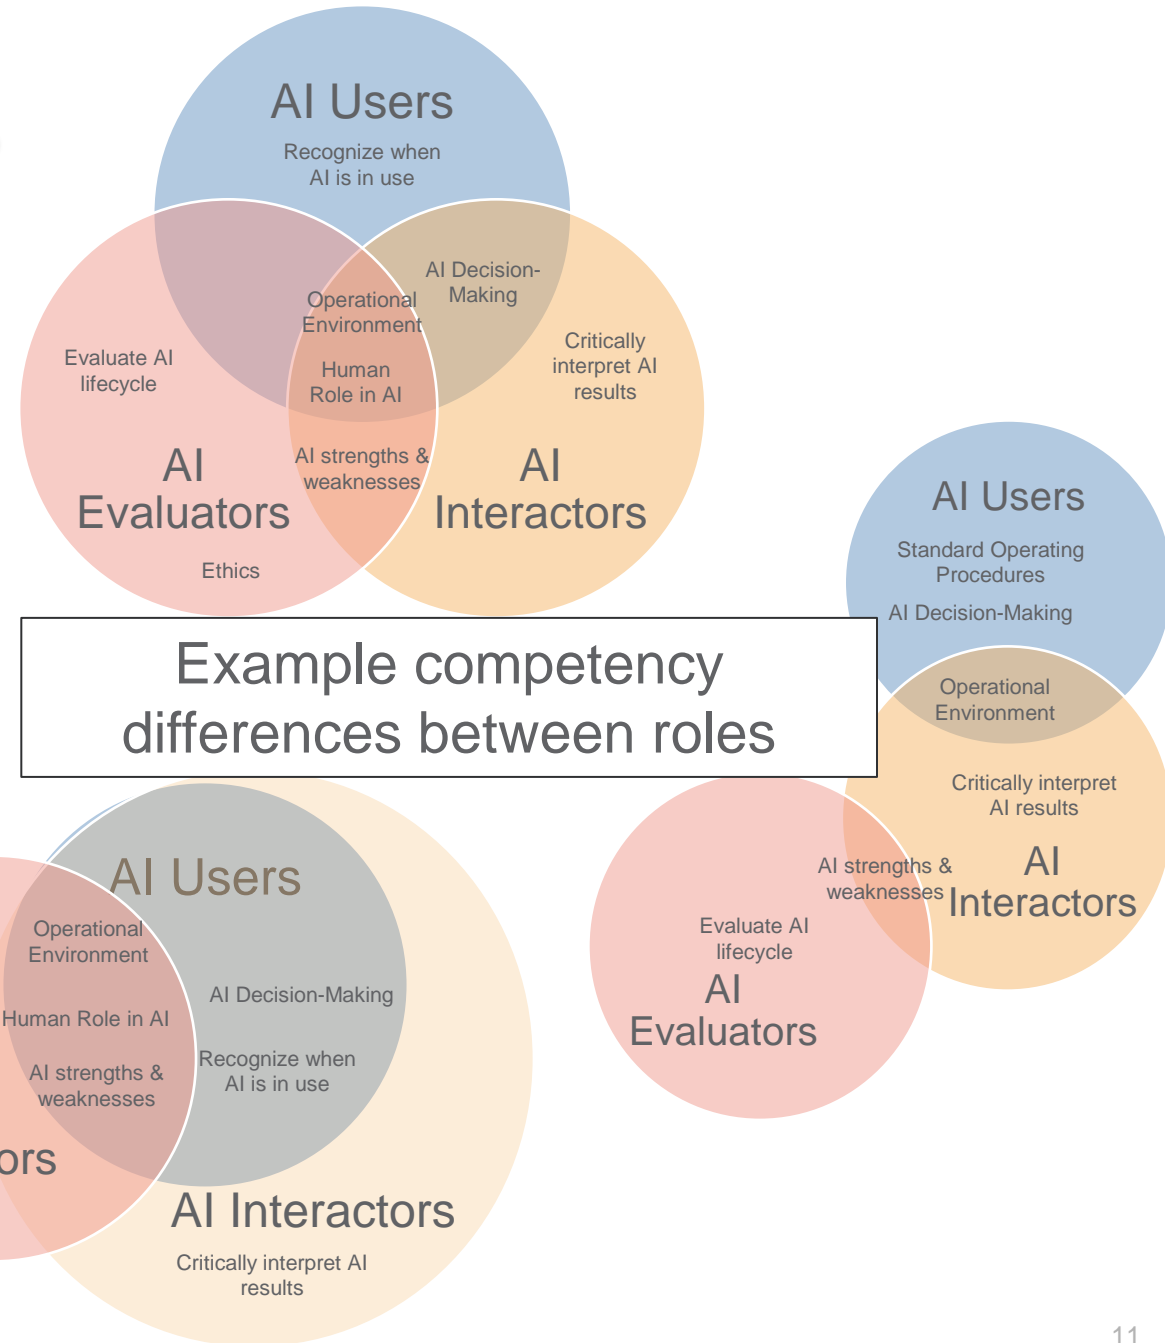 AI Users
Recognize when
AI is in use
AI Decision-
Making
Operational
Environment
Critically
interpret AI
results
Evaluate AI
lifecycle
Human
Role in AI
AI strengths &
weaknesses
AI
Evaluators
AI
Interactors
Ethics
AI Users
Standard Operating
Procedures
AI Decision-Making
Operational
Environment
Critically interpret
AI results
AI strengths &
weaknesses
AI
Interactors
Evaluate AI
lifecycle
AI
Evaluators
Example competency
differences between roles
AI Users
Operational
Environment
AI Decision-Making
Human Role in AI
Recognize when
AI is in use
AI strengths &
weaknesses
ors
AI Interactors
Critically interpret AI
results
11